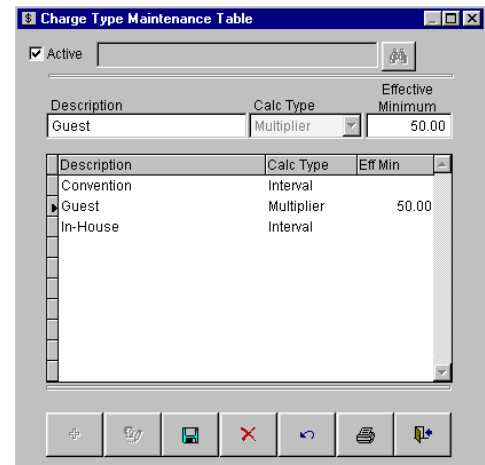 $ Charge Type Maintenance Table
Active
Effective
Description Calc Type Minimum
Guest Multiplier 50.00
Description Calc Type Eff Min
Convention Interval
Guest Multiplier 50.00
In-House Interval